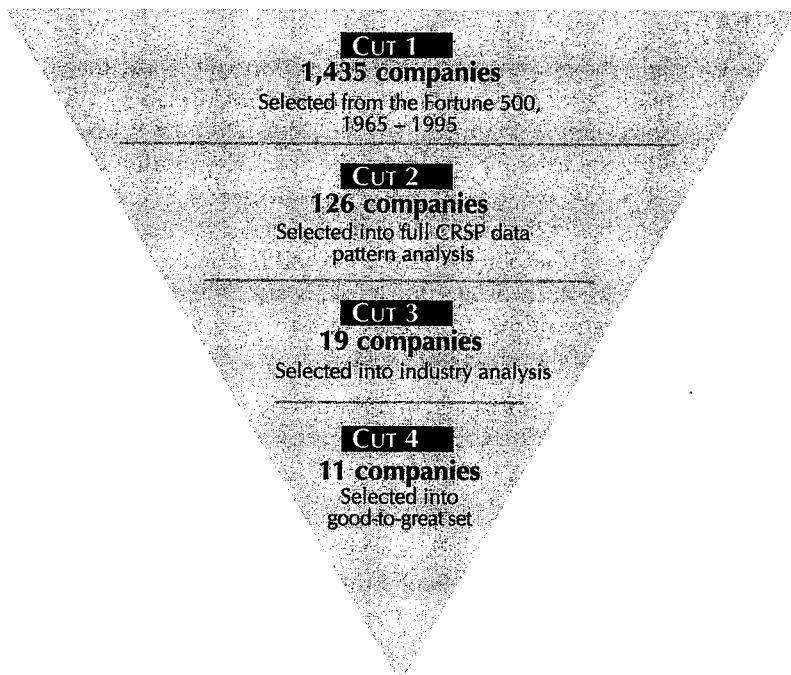 CUT 1
1,435 companies
Selected from the Fortune 500,
1965 – 1995
CUT 2
126 companies
Selected into full CRSP data
pattern analysis
CUT 3
19 companies
Selected into industry analysis
CUT 4
11 companies
Selected into
good-to-great set